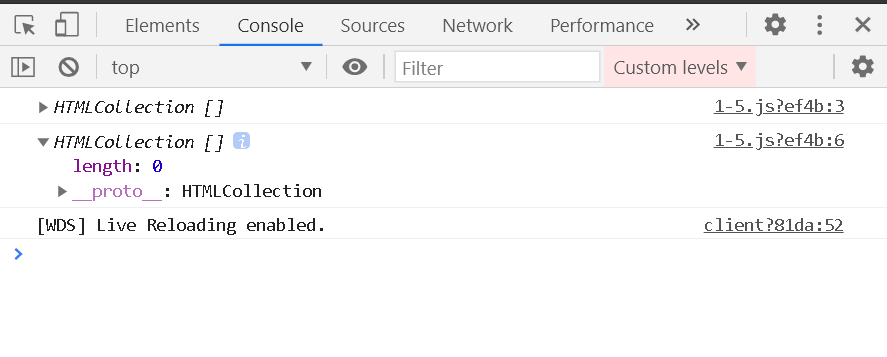 Elements Console Sources Network Performance
top Filter Custom levels
HTMLCollection [] 1-5.js?ef4b:3
HTMLCollection [] i 1-5.js?ef4b:6
length: 0
__proto__: HTMLCollection
[WDS] Live Reloading enabled. client?81da:52